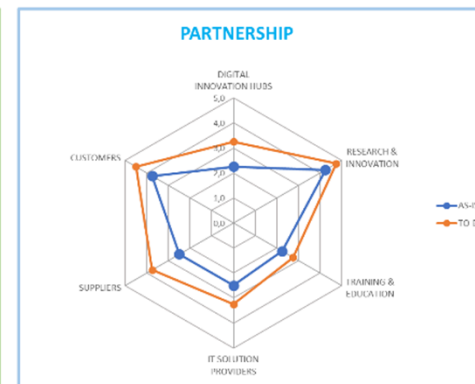 PARTNERSHIP
DIGITAL
INNOVATION HUBS
5,0
4,0
3,0
2,0
1,0
0,0
RESEARCH &
INNOVATION
CUSTOMERS
TO
TRAINING &
EDUCATION
SUPPLIERS
IT SOLUTION
PROVIDERS